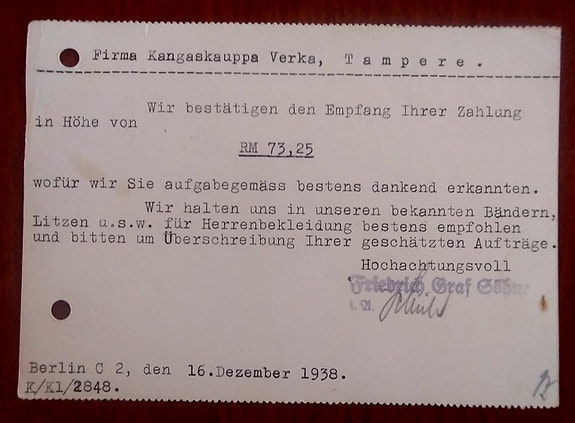 Firma Kangaskauppa Verka, Tampere.
Wir bestätigen den Empfang Ihrer Zahlung
in Höhe von
RM 73,25
wofür wir Sie aufgabegemäss bestens dankend erkannten.
Wir halten uns in unseren bekannten Bändern,
Litzen u.s.w. für Herrenbekleidung bestens empfohlen
und bitten um Überschreibung Ihrer geschätzten Aufträge.
Hochachtungsvoll
Friedrich Graf Söhne
i. A.
Berlin C 2, den 16.Dezember 1938.
K/Kl/2848.